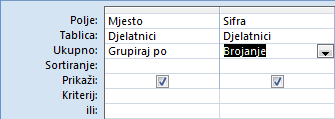 Polje: Mjesto Sifra
Tablica: Djelatnici Djelatnici
Ukupno: Grupiraj po Brojanje
Sortiranje:
Prikaži:
Kriterij:
ili: